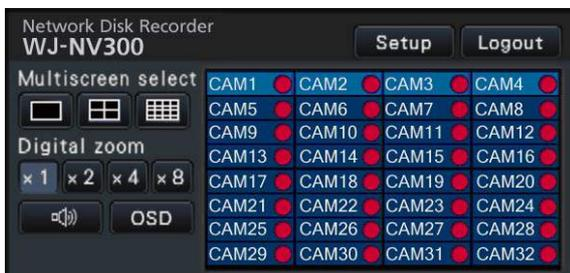 Network Disk Recorder
WJ-NV300
Setup Logout
Multiscreen select
Digital zoom
×1 ×2 ×4 ×8
OSD
CAM1 CAM2 CAM3 CAM4
CAM5 CAM6 CAM7 CAM8
CAM9 CAM10 CAM11 CAM12
CAM13 CAM14 CAM15 CAM16
CAM17 CAM18 CAM19 CAM20
CAM21 CAM22 CAM23 CAM24
CAM25 CAM26 CAM27 CAM28
CAM29 CAM30 CAM31 CAM32